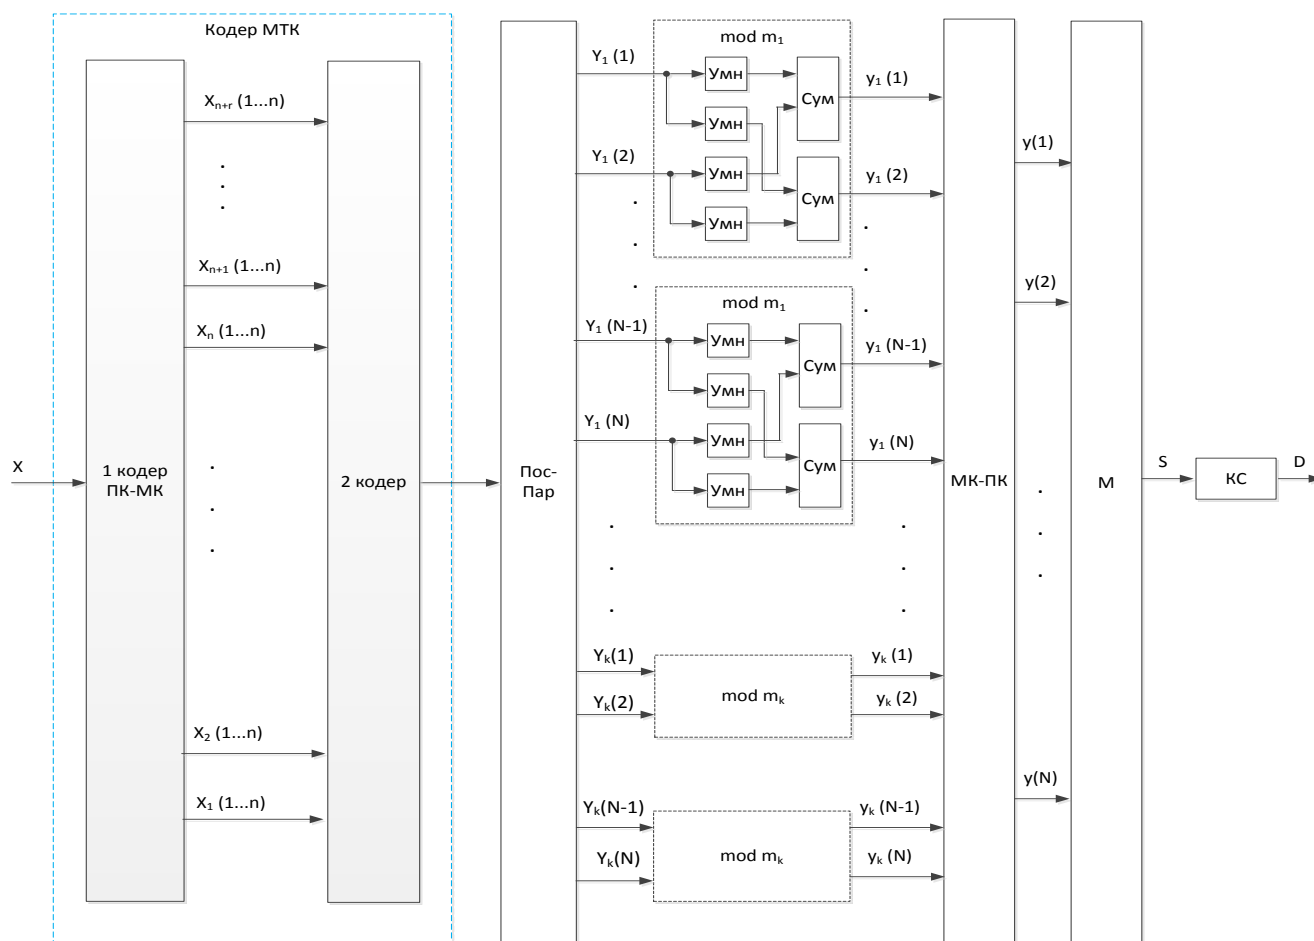 Кодер МТК
X
1 кодер
ПК-МК
Xn+r (1...n)
Xn+1 (1...n)
Xn (1...n)
X2 (1...n)
X1 (1...n)
2 кодер
Пос-
Пар
Y1 (1)
Y1 (2)
mod m1
Умн
Умн
Умн
Умн
Сум
Сум
y1 (1)
y1 (2)
Y1 (N-1)
Y1 (N)
mod m1
Умн
Умн
Умн
Умн
Сум
Сум
y1 (N-1)
y1 (N)
Yk(1)
Yk(2)
mod mk
yk (1)
yk (2)
Yk(N-1)
Yk(N)
mod mk
yk (N-1)
yk (N)
МК-ПК
y(1)
y(2)
y(N)
М
S
КС
D